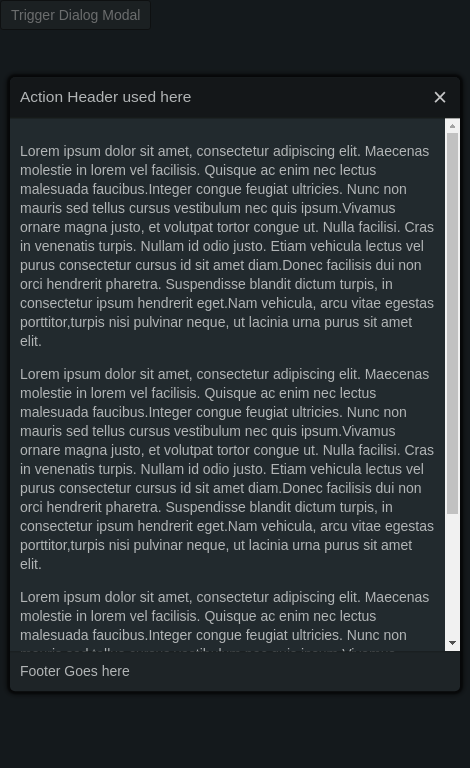 Trigger Dialog Modal
Action Header used here
Lorem ipsum dolor sit amet, consectetur adipiscing elit. Maecenas
molestie in lorem vel facilisis. Quisque ac enim nec lectus
malesuada faucibus.Integer congue feugiat ultricies. Nunc non
mauris sed tellus cursus vestibulum nec quis ipsum.Vivamus
ornare magna justo, et volutpat tortor congue ut. Nulla facilisi. Cras
in venenatis turpis. Nullam id odio justo. Etiam vehicula lectus vel
purus consectetur cursus id sit amet diam.Donec facilisis dui non
orci hendrerit pharetra. Suspendisse blandit dictum turpis, in
consectetur ipsum hendrerit eget.Nam vehicula, arcu vitae egestas
porttitor,turpis nisi pulvinar neque, ut lacinia urna purus sit amet
elit.
Lorem ipsum dolor sit amet, consectetur adipiscing elit. Maecenas
molestie in lorem vel facilisis. Quisque ac enim nec lectus
malesuada faucibus.Integer congue feugiat ultricies. Nunc non
mauris sed tellus cursus vestibulum nec quis ipsum.Vivamus
ornare magna justo, et volutpat tortor congue ut. Nulla facilisi. Cras
in venenatis turpis. Nullam id odio justo. Etiam vehicula lectus vel
purus consectetur cursus id sit amet diam.Donec facilisis dui non
orci hendrerit pharetra. Suspendisse blandit dictum turpis, in
consectetur ipsum hendrerit eget.Nam vehicula, arcu vitae egestas
porttitor,turpis nisi pulvinar neque, ut lacinia urna purus sit amet
elit.
Lorem ipsum dolor sit amet, consectetur adipiscing elit. Maecenas
molestie in lorem vel facilisis. Quisque ac enim nec lectus
malesuada faucibus.Integer congue feugiat ultricies. Nunc non
Footer Goes here